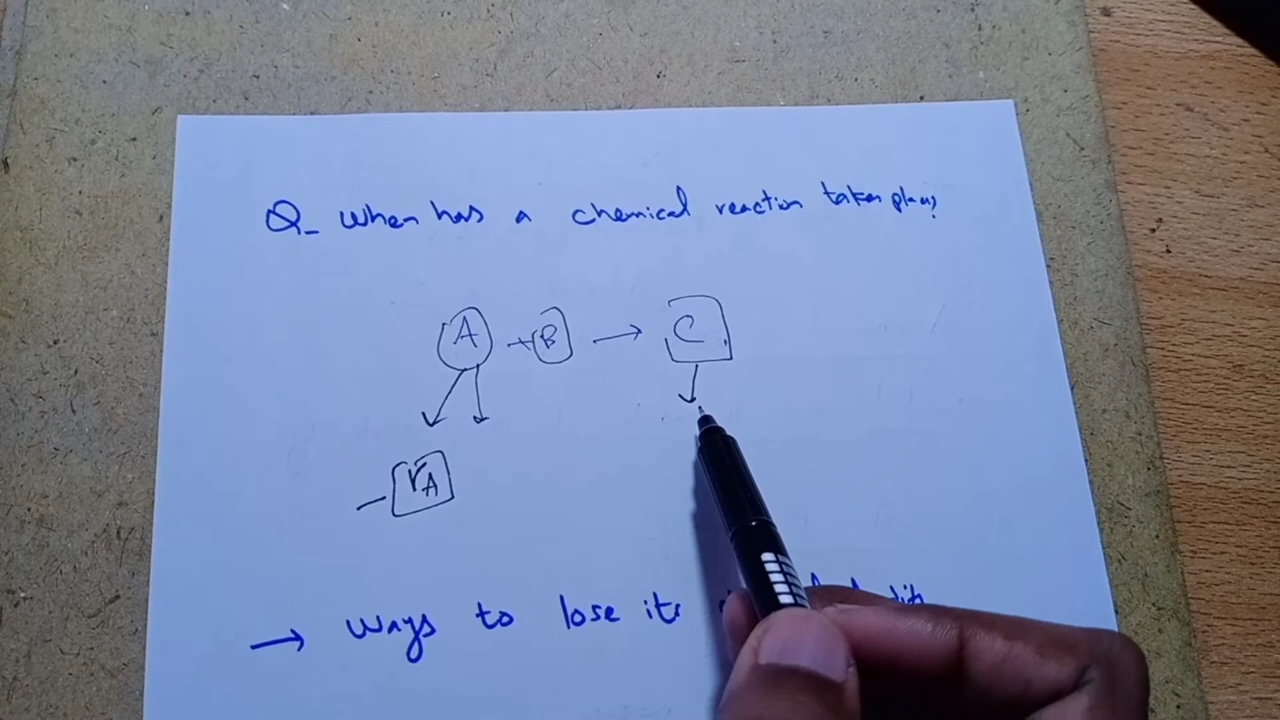 Q_ When has a chemical reaction taken place?
A + B → C
- rA
→ Ways to lose its